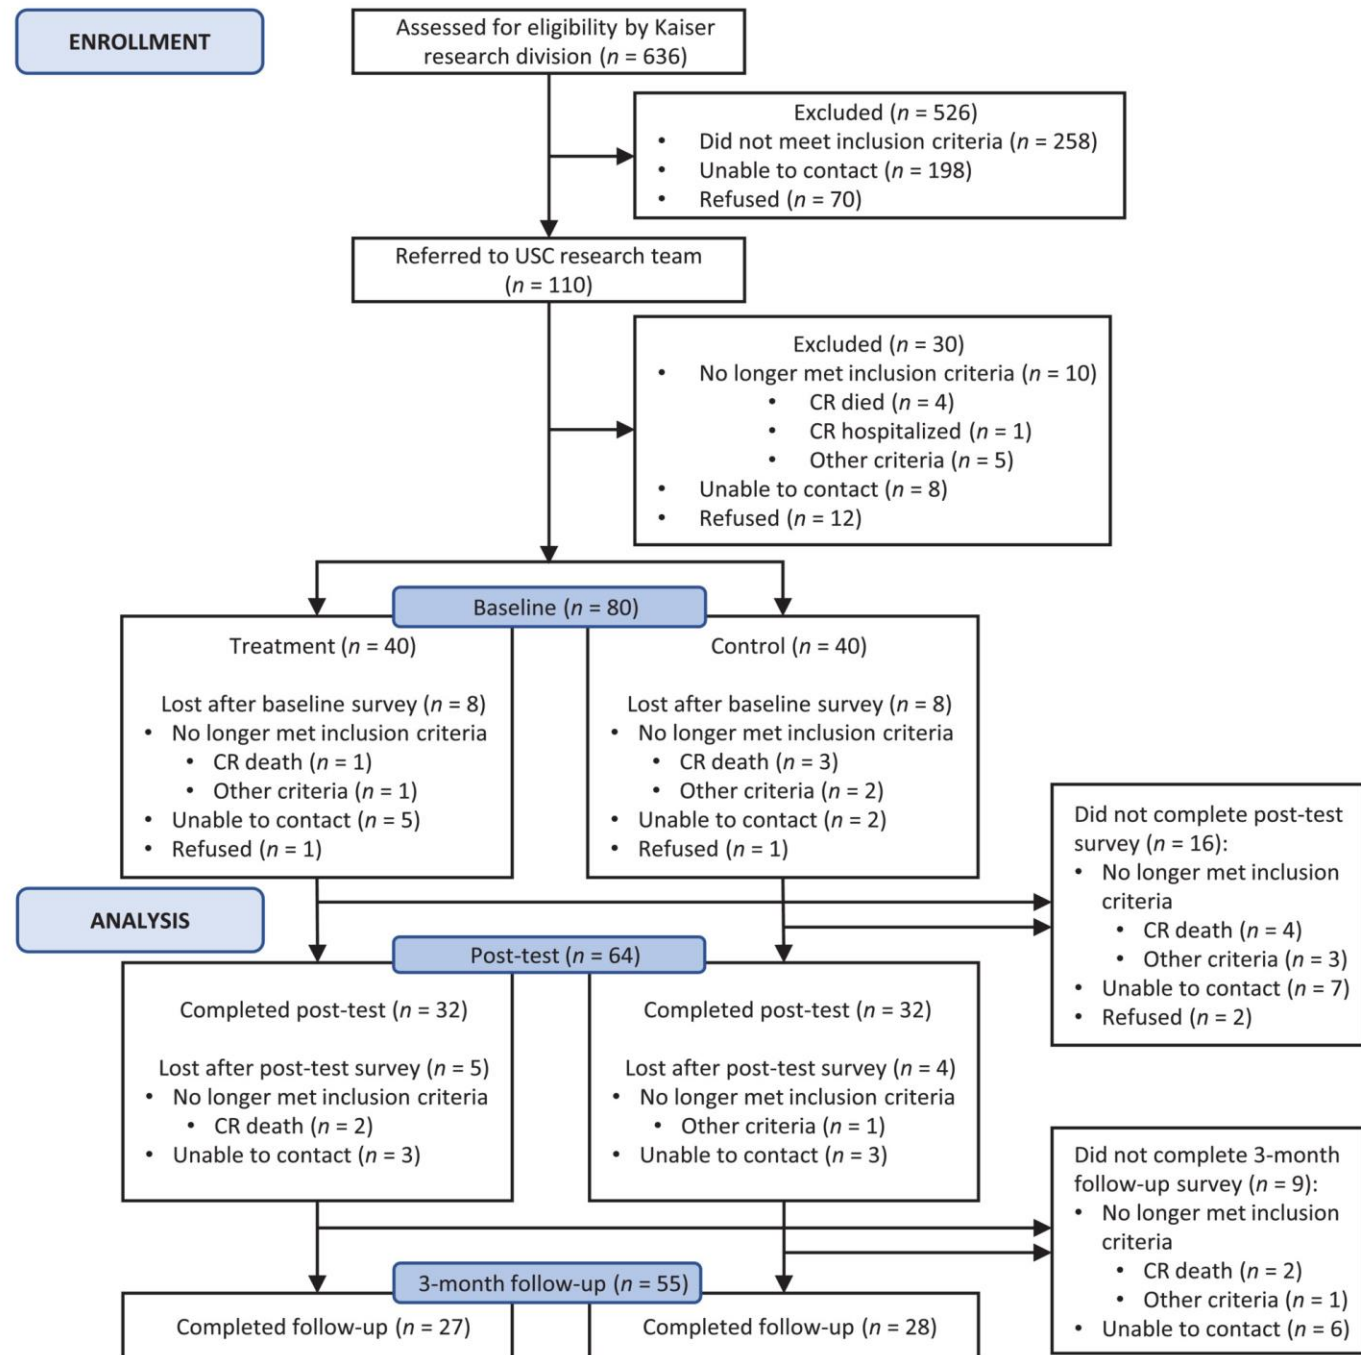 ENROLLMENT
Assessed for eligibility by Kaiser
research division (n = 636)
Excluded (n = 526)
• Did not meet inclusion criteria (n = 258)
• Unable to contact (n = 198)
• Refused (n = 70)
Referred to USC research team
(n = 110)
Excluded (n = 30)
• No longer met inclusion criteria (n = 10)
• CR died (n = 4)
• CR hospitalized (n = 1)
• Other criteria (n = 5)
• Unable to contact (n = 8)
• Refused (n = 12)
Baseline (n = 80)
Treatment (n = 40)
Lost after baseline survey (n = 8)
• No longer met inclusion criteria
• CR death (n = 1)
• Other criteria (n = 1)
• Unable to contact (n = 5)
• Refused (n = 1)
Control (n = 40)
Lost after baseline survey (n = 8)
• No longer met inclusion criteria
• CR death (n = 3)
• Other criteria (n = 2)
• Unable to contact (n = 2)
• Refused (n = 1)
Did not complete post-test
survey (n = 16):
• No longer met inclusion
criteria
• CR death (n = 4)
• Other criteria (n = 3)
• Unable to contact (n = 7)
• Refused (n = 2)
ANALYSIS
Post-test (n = 64)
Completed post-test (n = 32)
Lost after post-test survey (n = 5)
• No longer met inclusion criteria
• CR death (n = 2)
• Unable to contact (n = 3)
Completed post-test (n = 32)
Lost after post-test survey (n = 4)
• No longer met inclusion criteria
• Other criteria (n = 1)
• Unable to contact (n = 3)
Did not complete 3-month
follow-up survey (n = 9):
• No longer met inclusion
criteria
• CR death (n = 2)
• Other criteria (n = 1)
• Unable to contact (n = 6)
3-month follow-up (n = 55)
Completed follow-up (n = 27)
Completed follow-up (n = 28)